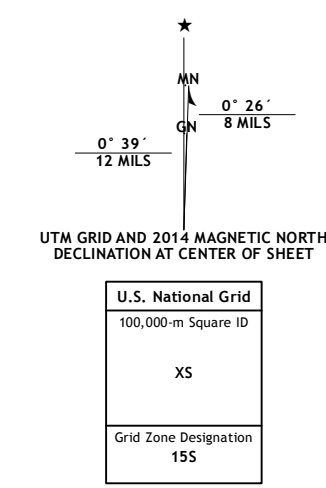 ★
MN
0° 26´
8 MILS
GN
0° 39´
12 MILS
UTM GRID AND 2014 MAGNETIC NORTH
DECLINATION AT CENTER OF SHEET
U.S. National Grid
100,000-m Square ID
XS
Grid Zone Designation
15S